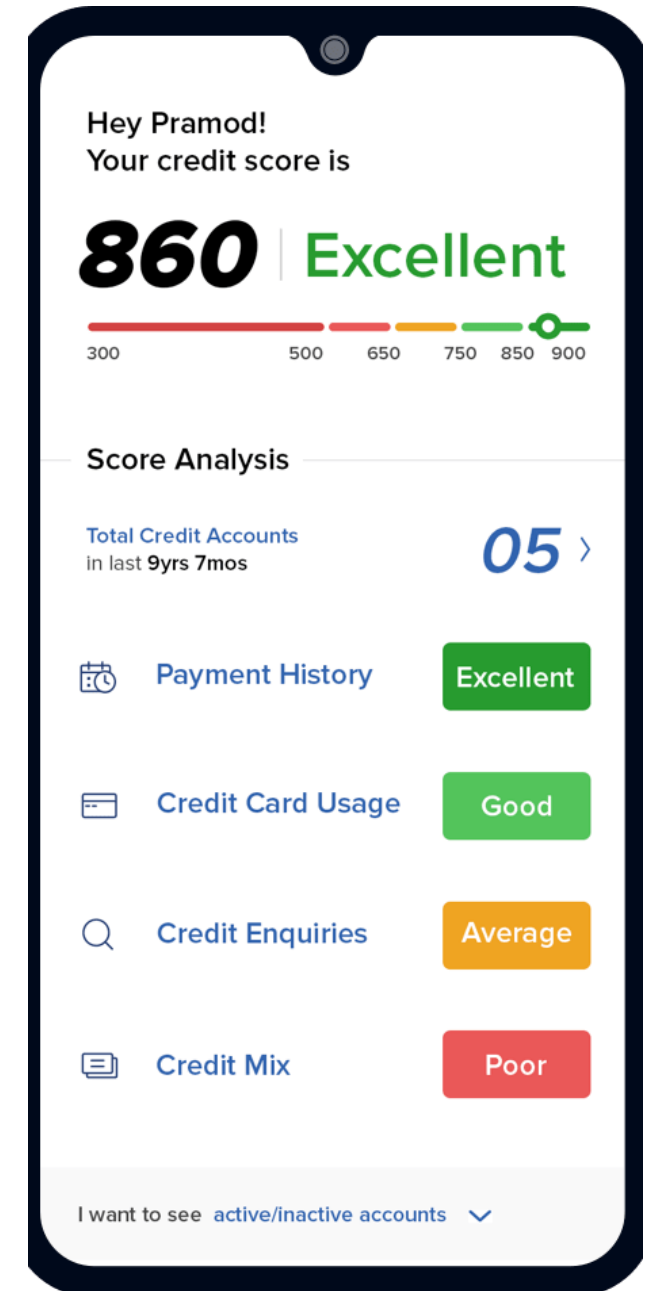 Hey Pramod!
Your credit score is
860 Excellent
300 500 650 750 850 900
Score Analysis
Total Credit Accounts
in last 9yrs 7mos
05
Payment History Excellent
Credit Card Usage Good
Credit Enquiries Average
Credit Mix Poor
I want to see active/inactive accounts